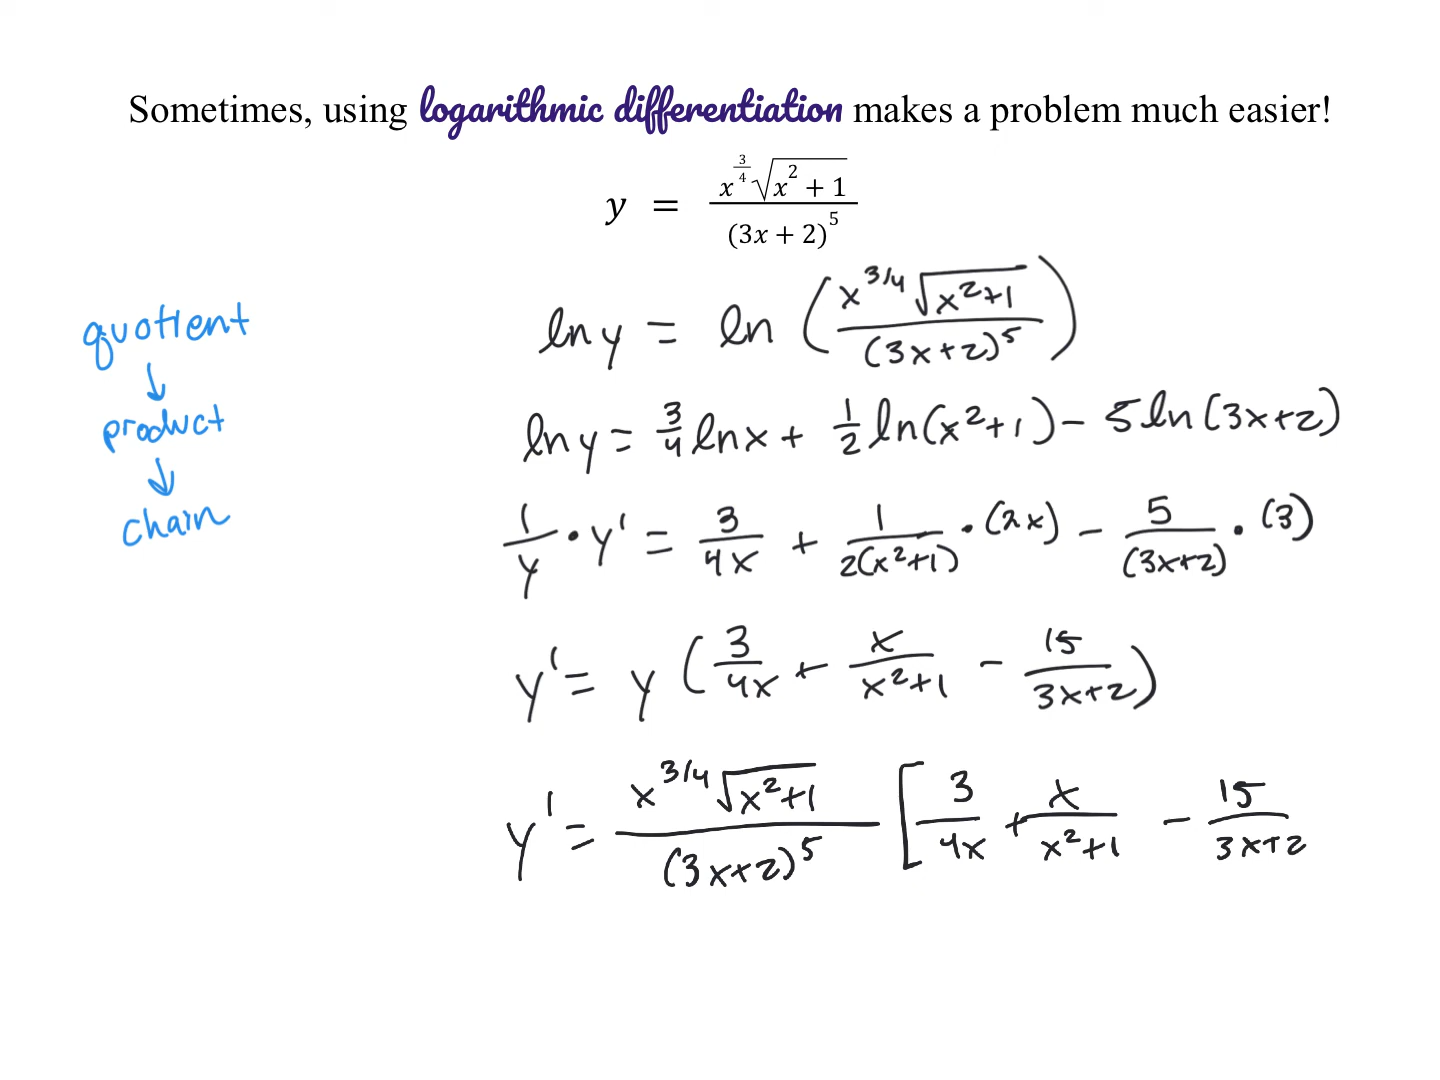 Sometimes, using logarithmic differentiation makes a problem much easier!
y = x^(3/4)√(x^2 + 1) / (3x + 2)^5
ln y = ln (x^(3/4)√(x^2+1) / (3x+2)^5)
quotient
↓
product
↓
chain
ln y = 3/4 ln x + 1/2 ln(x^2+1) - 5 ln(3x+2)
1/y • y' = 3/(4x) + 1/(2(x^2+1)) • (2x) - 5/(3x+2) • (3)
y' = y (3/(4x) + x/(x^2+1) - 15/(3x+2))
y' = x^(3/4)√(x^2+1) / (3x+2)^5 [3/(4x) + x/(x^2+1) - 15/(3x+2)